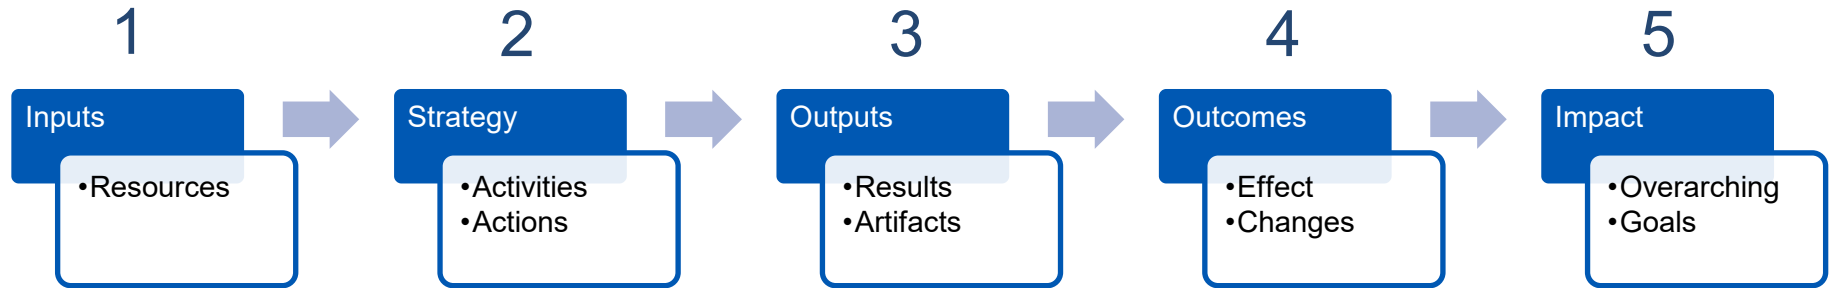 1
2
3
4
5
Inputs
•Resources
Strategy
•Activities
•Actions
Outputs
•Results
•Artifacts
Outcomes
•Effect
•Changes
Impact
•Overarching
•Goals